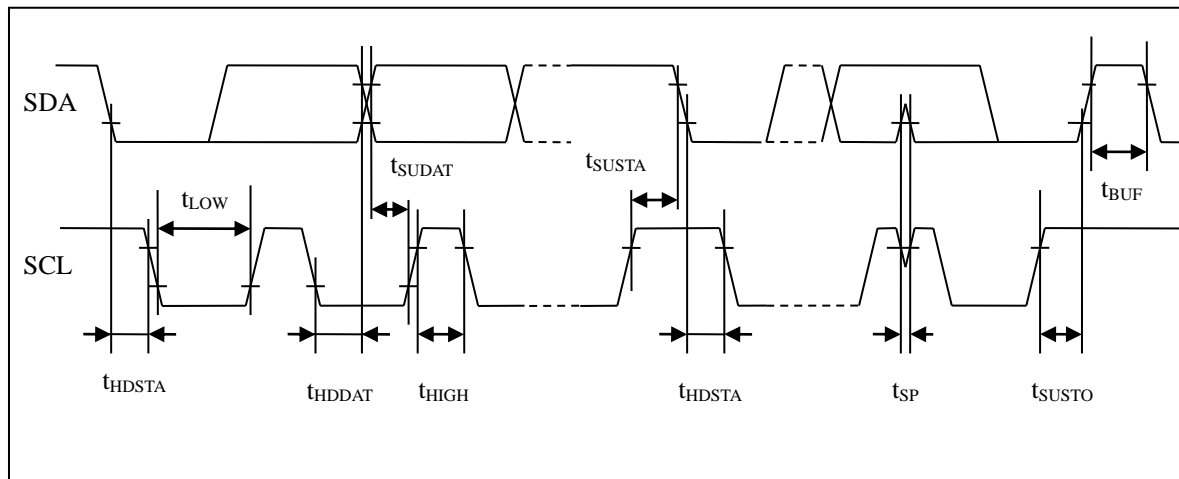 SDA
tSUDAT
tSUSTA
tBUF
tLOW
SCL
tHDSTA
tHDDAT
tHIGH
tHDSTA
tSP
tSUSTO